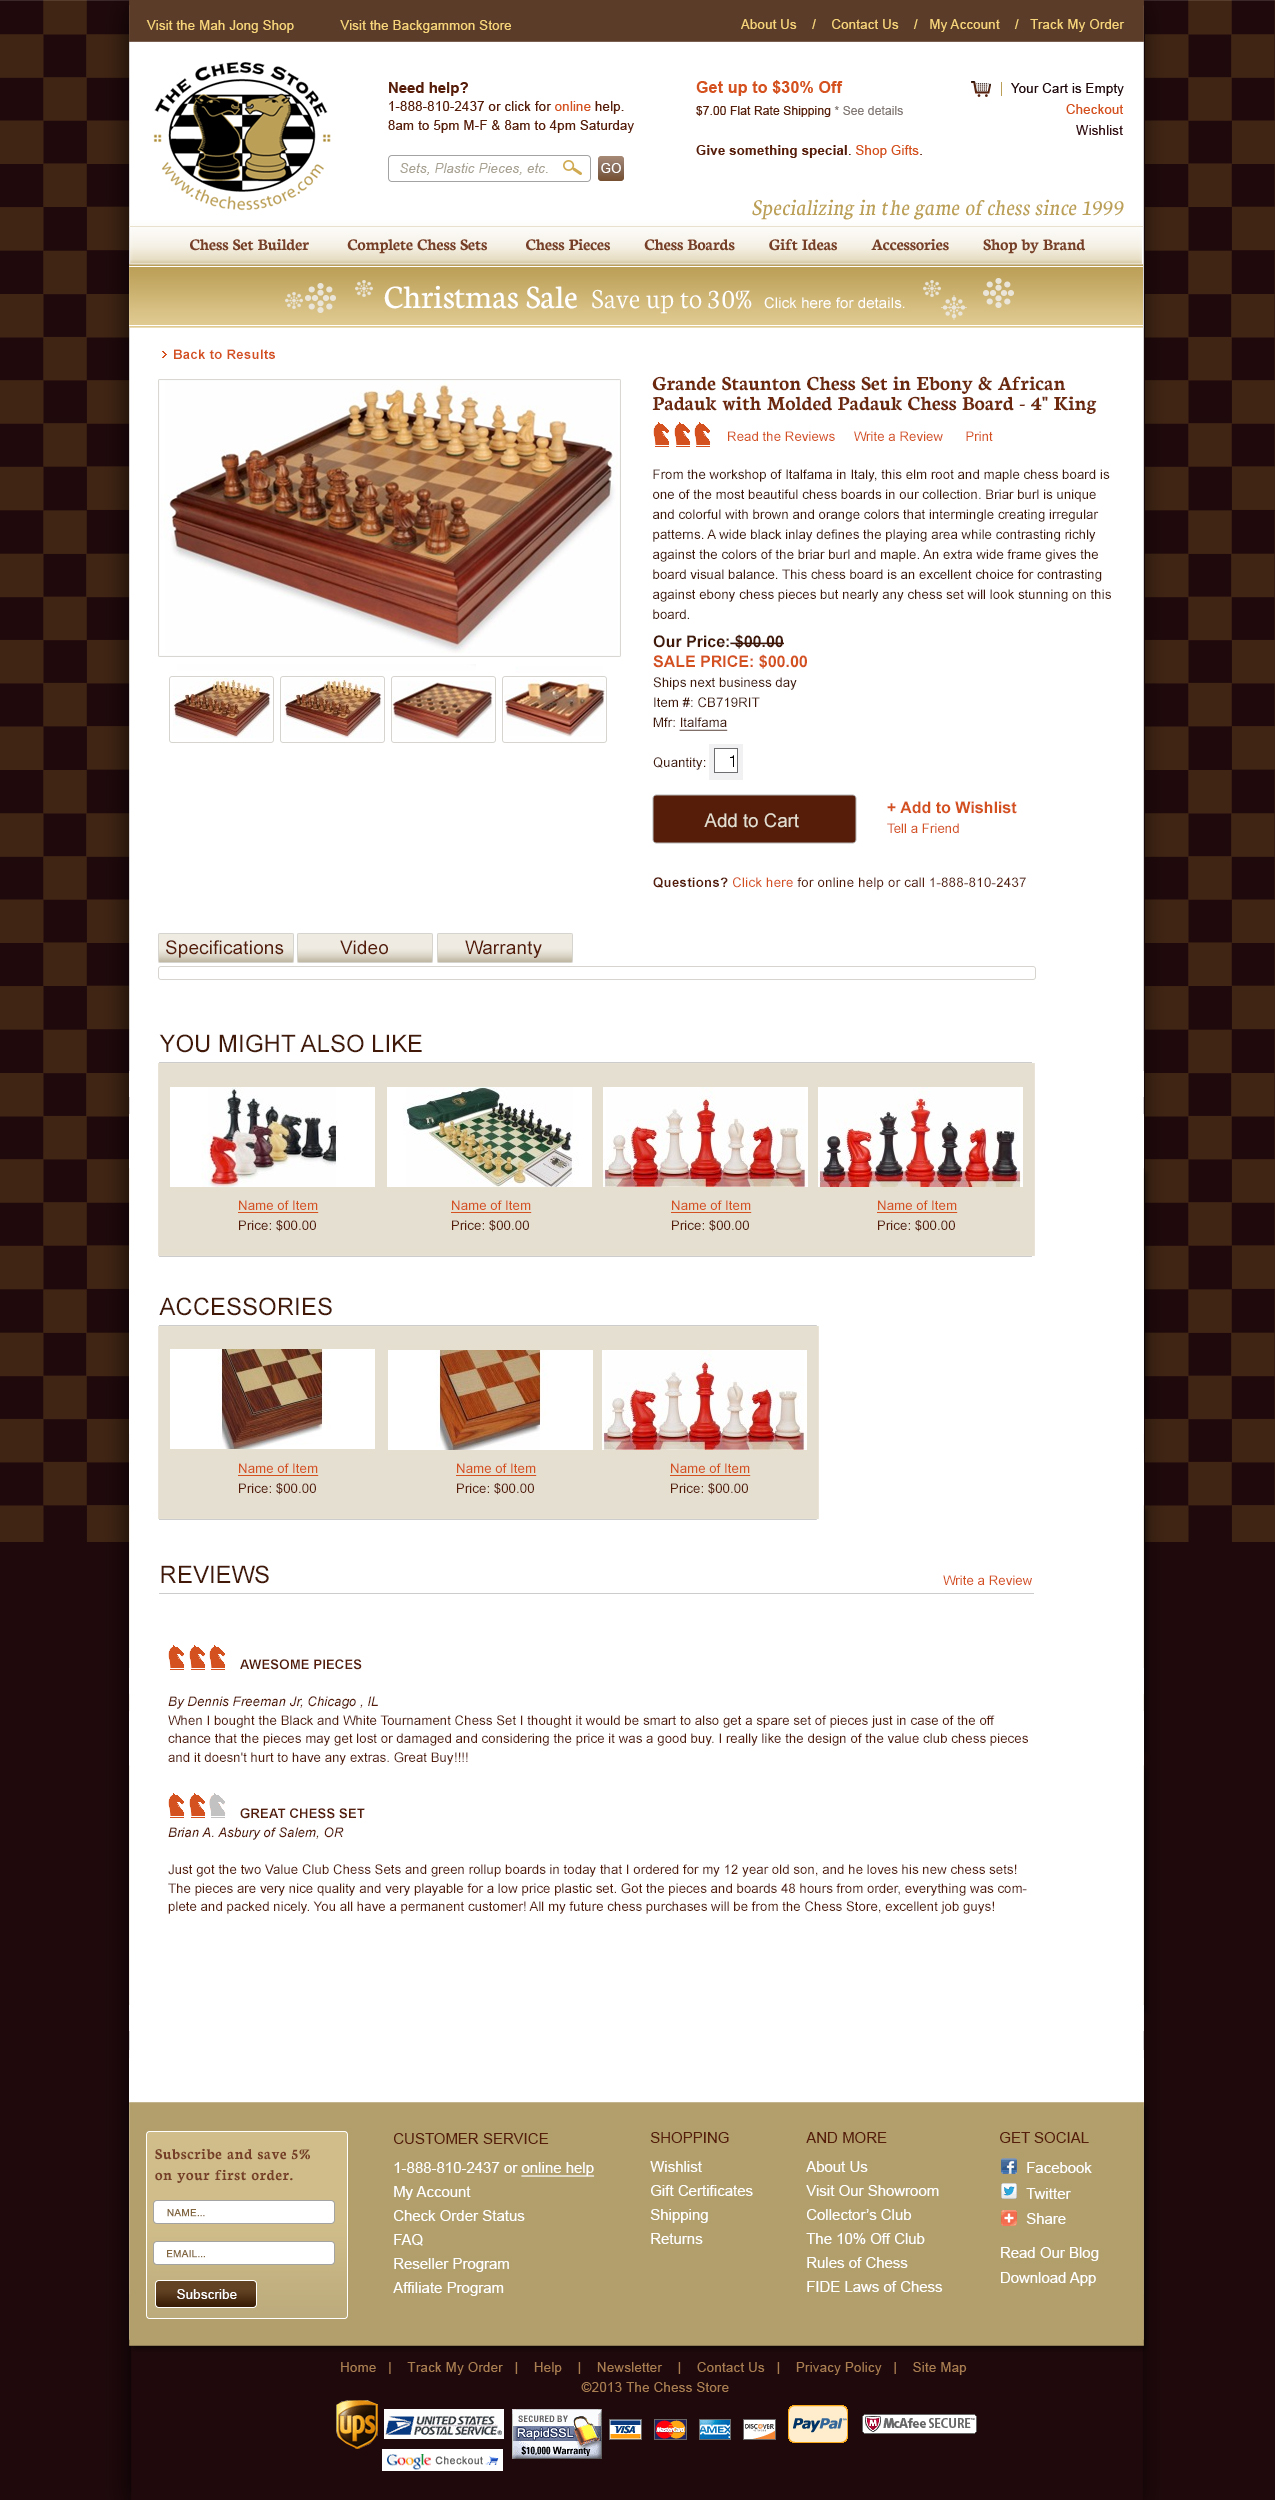 Visit the Mah Jong Shop Visit the Backgammon Store About Us / Contact Us / My Account / Track My Order
THE CHESS STORE
www.thechessstore.com
Need help?
1-888-810-2437 or click for online help.
8am to 5pm M-F & 8am to 4pm Saturday
Sets, Plastic Pieces, etc. GO
Get up to $30% Off
$7.00 Flat Rate Shipping * See details
Give something special. Shop Gifts.
Your Cart is Empty
Checkout
Wishlist
Specializing in the game of chess since 1999
Chess Set Builder Complete Chess Sets Chess Pieces Chess Boards Gift Ideas Accessories Shop by Brand
Christmas Sale Save up to 30% Click here for details.
Back to Results
Grande Staunton Chess Set in Ebony & African
Padauk with Molded Padauk Chess Board - 4" King
Read the Reviews Write a Review Print
From the workshop of Italfama in Italy, this elm root and maple chess board is
one of the most beautiful chess boards in our collection. Briar burl is unique
and colorful with brown and orange colors that intermingle creating irregular
patterns. A wide black inlay defines the playing area while contrasting richly
against the colors of the briar burl and maple. An extra wide frame gives the
board visual balance. This chess board is an excellent choice for contrasting
against ebony chess pieces but nearly any chess set will look stunning on this
board.
Our Price: $00.00
SALE PRICE: $00.00
Ships next business day
Item #: CB719RIT
Mfr: Italfama
Quantity: 1
Add to Cart
+ Add to Wishlist
Tell a Friend
Questions? Click here for online help or call 1-888-810-2437
Specifications Video Warranty
YOU MIGHT ALSO LIKE
Name of Item Name of Item Name of Item Name of Item
Price: $00.00 Price: $00.00 Price: $00.00 Price: $00.00
ACCESSORIES
Name of Item Name of Item Name of Item
Price: $00.00 Price: $00.00 Price: $00.00
REVIEWS
Write a Review
AWESOME PIECES
By Dennis Freeman Jr, Chicago , IL
When I bought the Black and White Tournament Chess Set I thought it would be smart to also get a spare set of pieces just in case of the off
chance that the pieces may get lost or damaged and considering the price it was a good buy. I really like the design of the value club chess pieces
and it doesn't hurt to have any extras. Great Buy!!!!
GREAT CHESS SET
Brian A. Asbury of Salem, OR
Just got the two Value Club Chess Sets and green rollup boards in today that I ordered for my 12 year old son, and he loves his new chess sets!
The pieces are very nice quality and very playable for a low price plastic set. Got the pieces and boards 48 hours from order, everything was com-
plete and packed nicely. You all have a permanent customer! All my future chess purchases will be from the Chess Store, excellent job guys!
Subscribe and save 5%
on your first order.
NAME...
EMAIL...
Subscribe
CUSTOMER SERVICE
1-888-810-2437 or online help
My Account
Check Order Status
FAQ
Reseller Program
Affiliate Program
SHOPPING
Wishlist
Gift Certificates
Shipping
Returns
AND MORE
About Us
Visit Our Showroom
Collector's Club
The 10% Off Club
Rules of Chess
FIDE Laws of Chess
GET SOCIAL
Facebook
Twitter
Share
Read Our Blog
Download App
Home | Track My Order | Help | Newsletter | Contact Us | Privacy Policy | Site Map
©2013 The Chess Store
ups
UNITED STATES
POSTAL SERVICE
Google Checkout
SECURED BY
RapidSSL
$10,000 Warranty
VISA
MasterCard
AMEX
DISCOVER
PayPal
McAfee SECURE